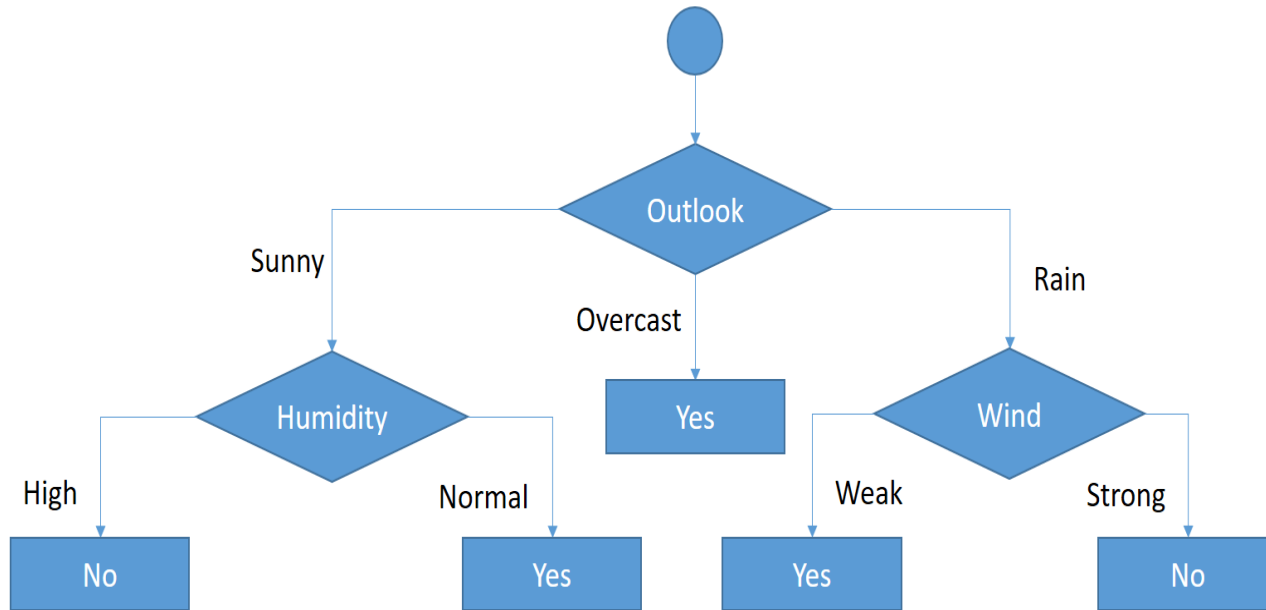 Outlook
Sunny
Overcast
Rain
Humidity
Yes
Wind
High
Normal
Weak
Strong
No
Yes
Yes
No